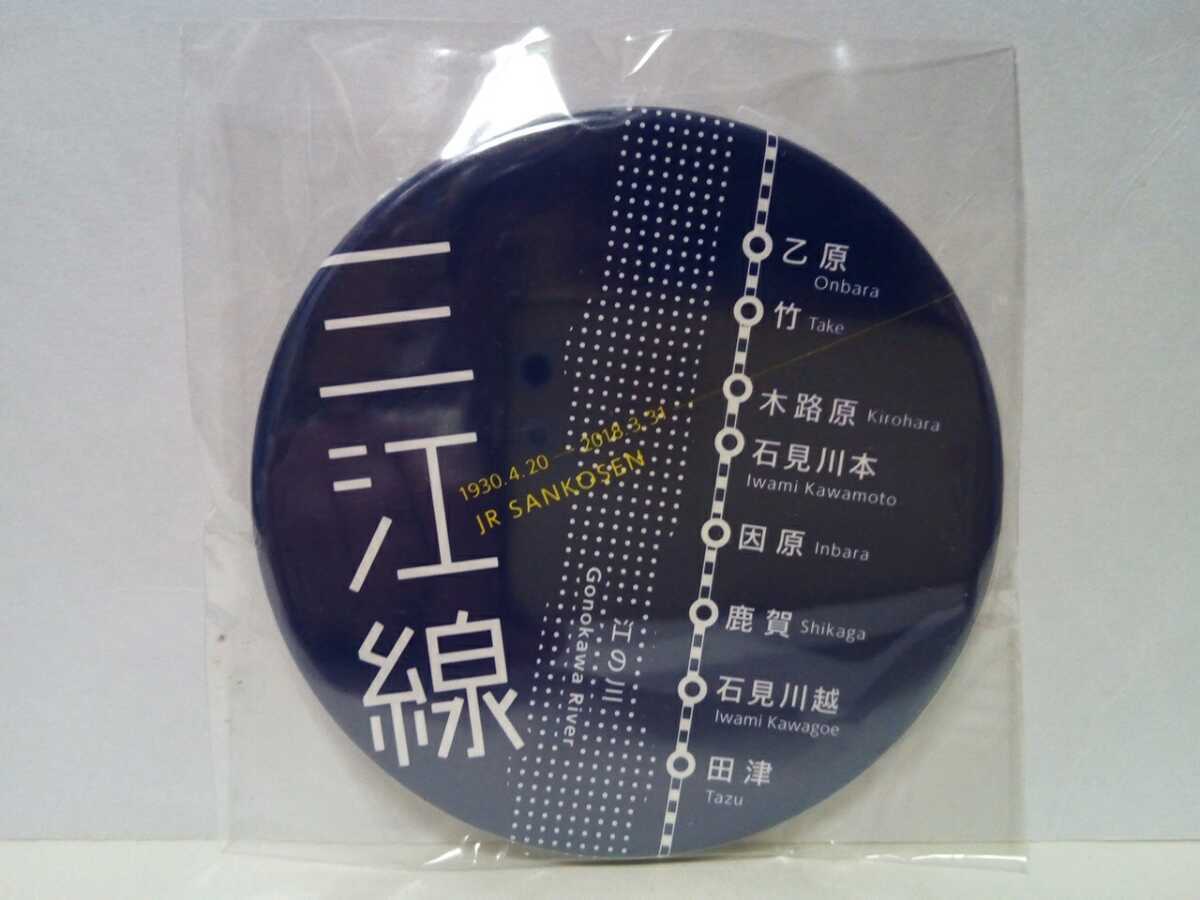 三江線
1930.4.20 — 2018.3.31
JR SANKOSEN
江の川
Gonokawa River
乙原
Onbara
竹 Take
木路原 Kirohara
石見川本
Iwami Kawamoto
因原 Inbara
鹿賀 Shikaga
石見川越
Iwami Kawagoe
田津
Tazu